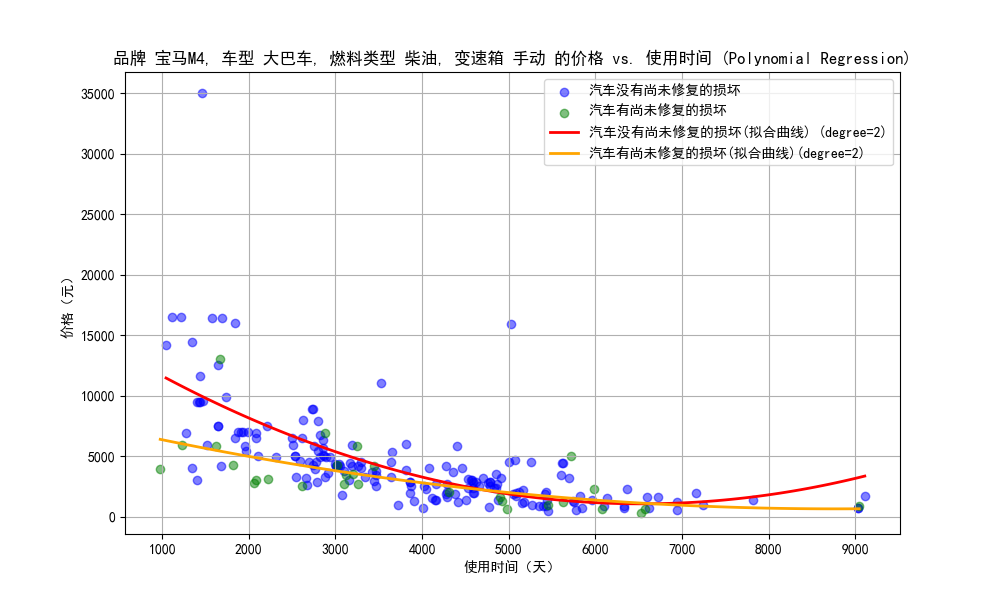 品牌 宝马M4, 车型 大巴车, 燃料类型 柴油, 变速箱 手动 的价格 vs. 使用时间 (Polynomial Regression)
汽车没有尚未修复的损坏
汽车有尚未修复的损坏
汽车没有尚未修复的损坏(拟合曲线) (degree=2)
汽车有尚未修复的损坏(拟合曲线)(degree=2)
价格（元）
35000
30000
25000
20000
15000
10000
5000
0
1000 2000 3000 4000 5000 6000 7000 8000 9000
使用时间（天）